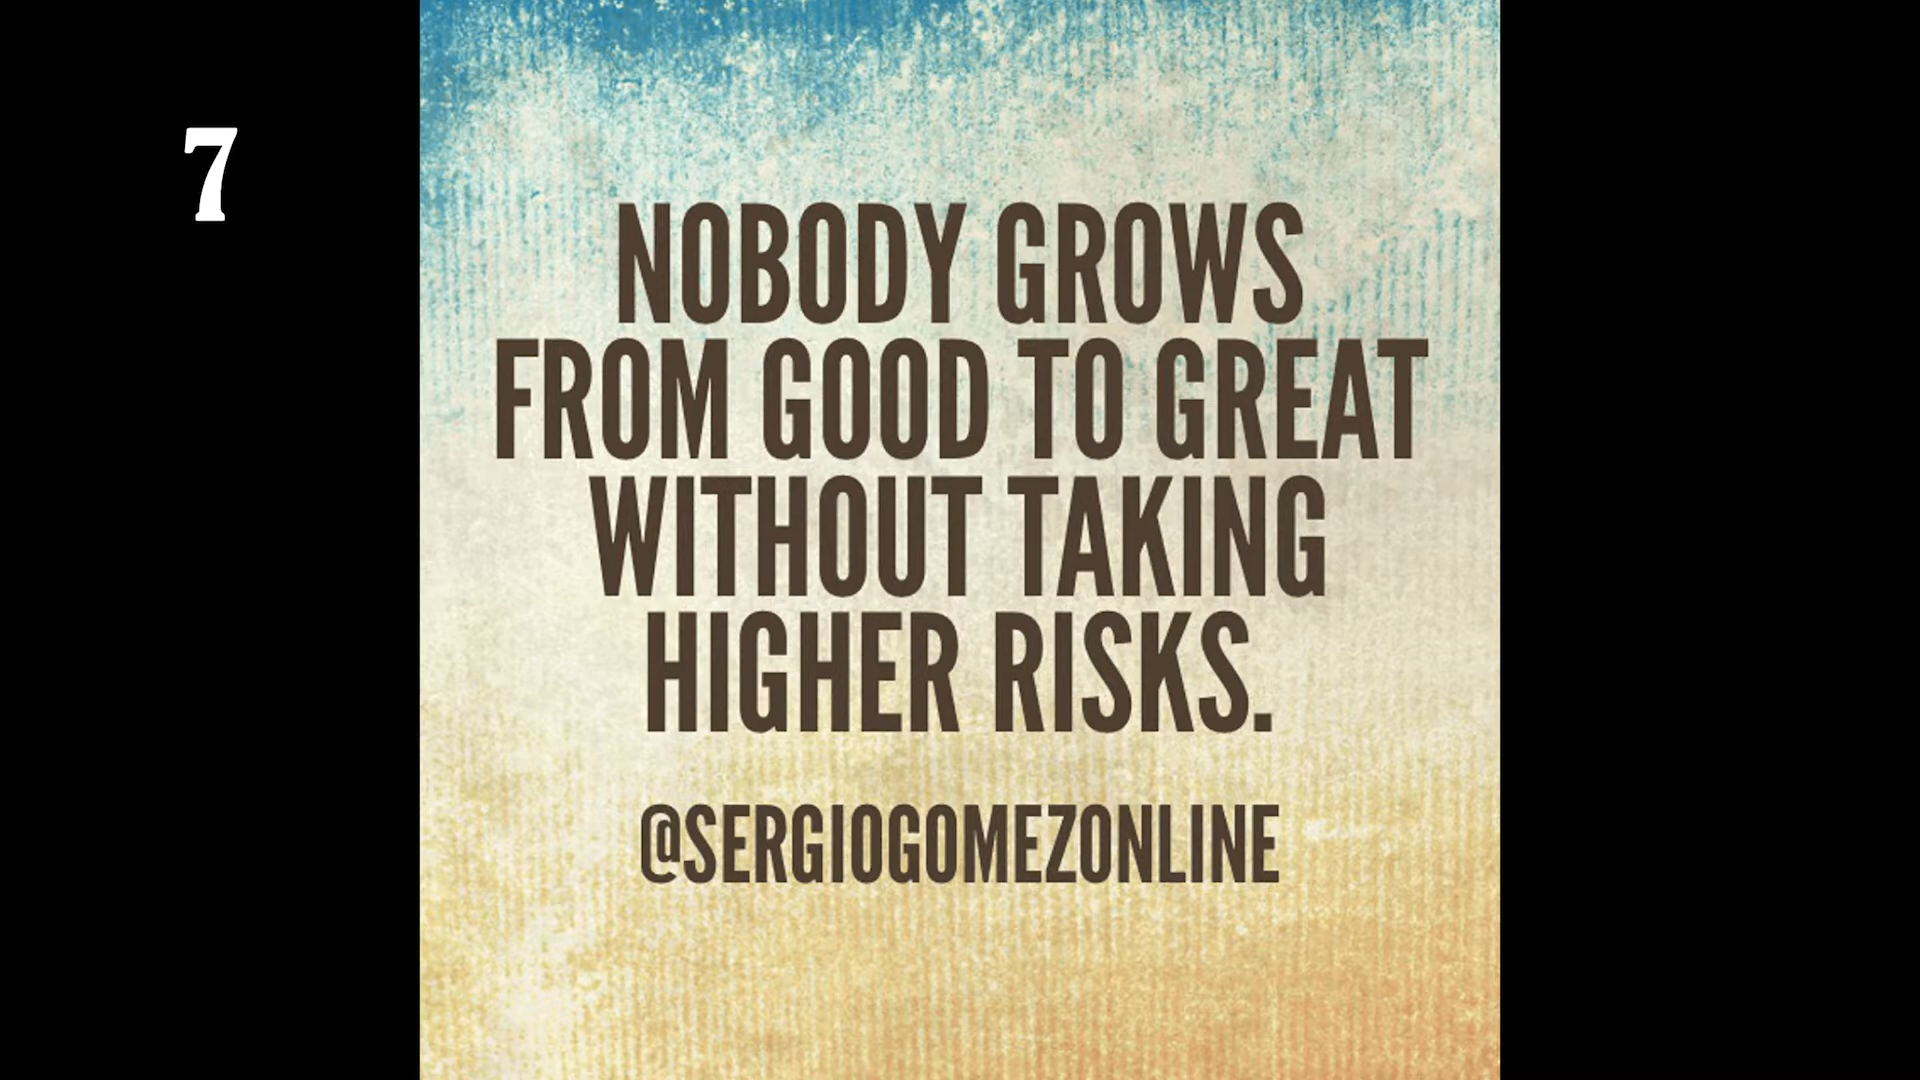 7
NOBODY GROWS
FROM GOOD TO GREAT
WITHOUT TAKING
HIGHER RISKS.
@SERGIOGOMEZONLINE